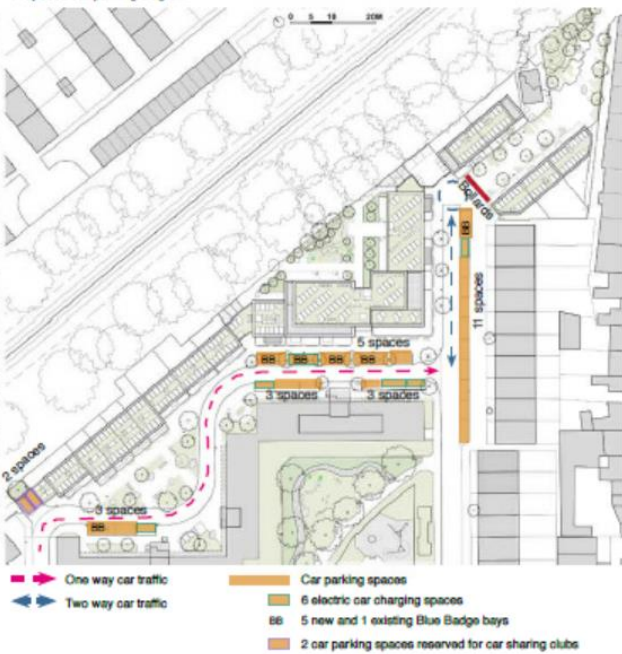 0 5 10 20M
Bollards
BB
11 spaces
5 spaces
BB BB BB BB
3 spaces 3 spaces
2 spaces
3 spaces
BB
One way car traffic
Two way car traffic
Car parking spaces
6 electric car charging spaces
BB 5 new and 1 existing Blue Badge bays
2 car parking spaces reserved for car sharing clubs